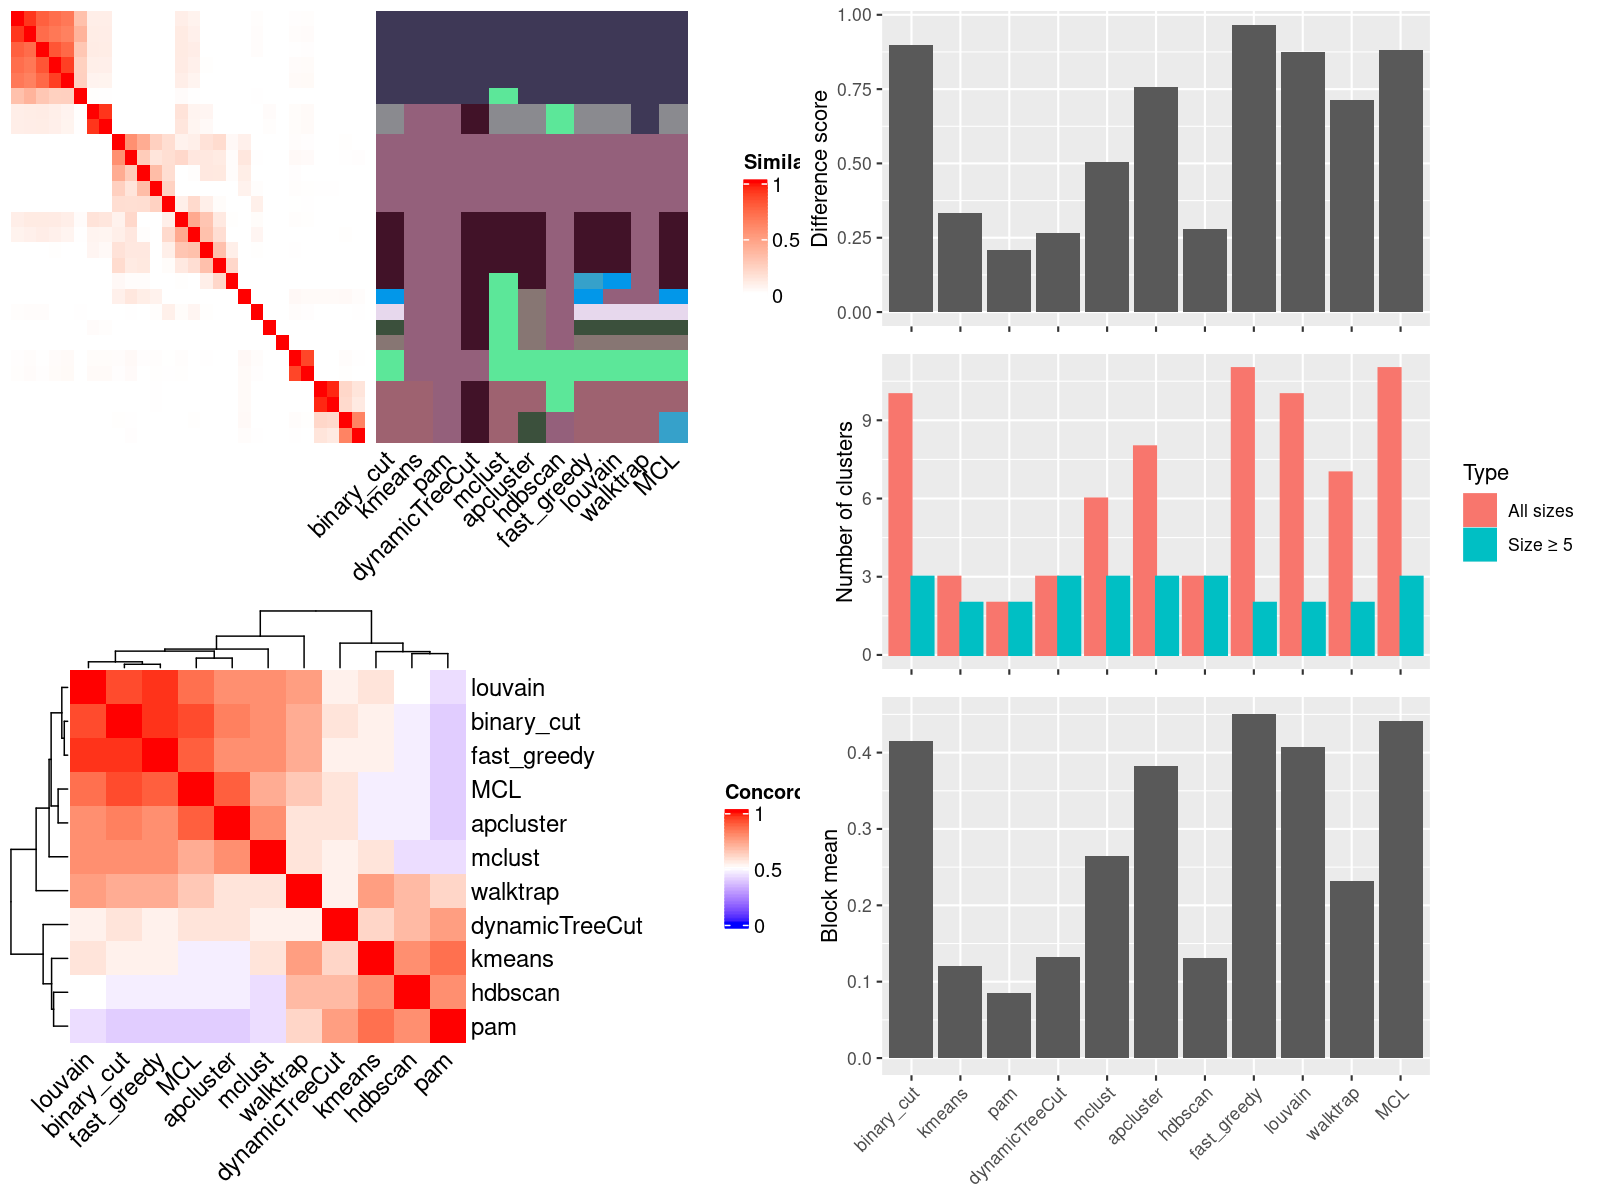 Simila
1
0.5
0
binary_cut
kmeans
pam
dynamicTreeCut
mclust
apcluster
hdbscan
fast_greedy
louvain
walktrap
MCL
louvain
binary_cut
fast_greedy
MCL
apcluster
mclust
walktrap
dynamicTreeCut
kmeans
hdbscan
pam
louvain
binary_cut
fast_greedy
MCL
apcluster
mclust
walktrap
dynamicTreeCut
kmeans
hdbscan
pam
Concord
1
0.5
0
Difference score
1.00
0.75
0.50
0.25
0.00
Number of clusters
9
6
3
0
Type
All sizes
Size ≥ 5
Block mean
0.4
0.3
0.2
0.1
0.0
binary_cut
kmeans
pam
dynamicTreeCut
mclust
apcluster
hdbscan
fast_greedy
louvain
walktrap
MCL